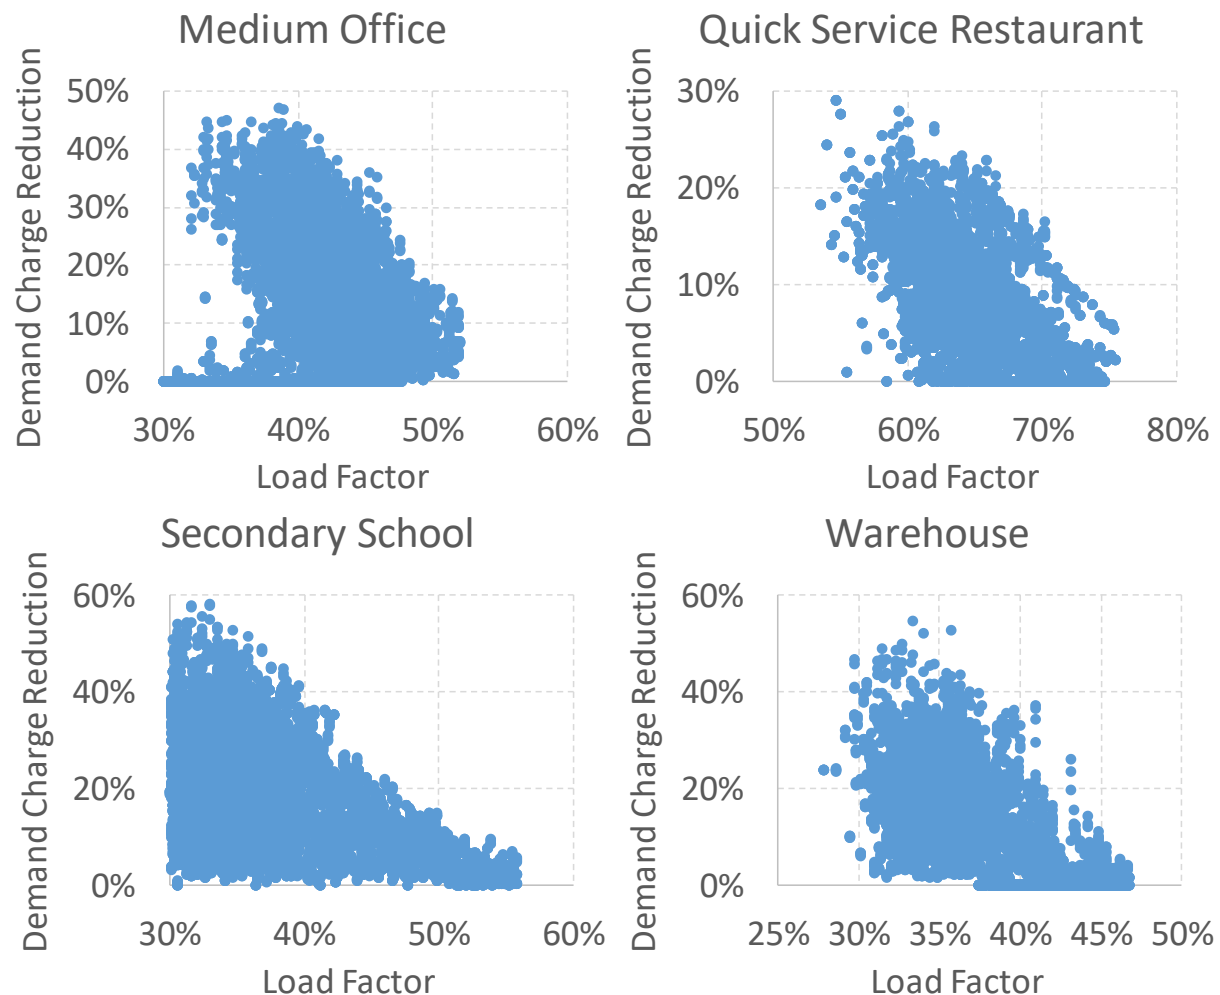 Medium Office
Demand Charge Reduction
50%
40%
30%
20%
10%
0%
30% 40% 50% 60%
Load Factor
Quick Service Restaurant
Demand Charge Reduction
30%
20%
10%
0%
50% 60% 70% 80%
Load Factor
Secondary School
Demand Charge Reduction
60%
40%
20%
0%
30% 40% 50% 60%
Load Factor
Warehouse
Demand Charge Reduction
60%
40%
20%
0%
25% 30% 35% 40% 45% 50%
Load Factor